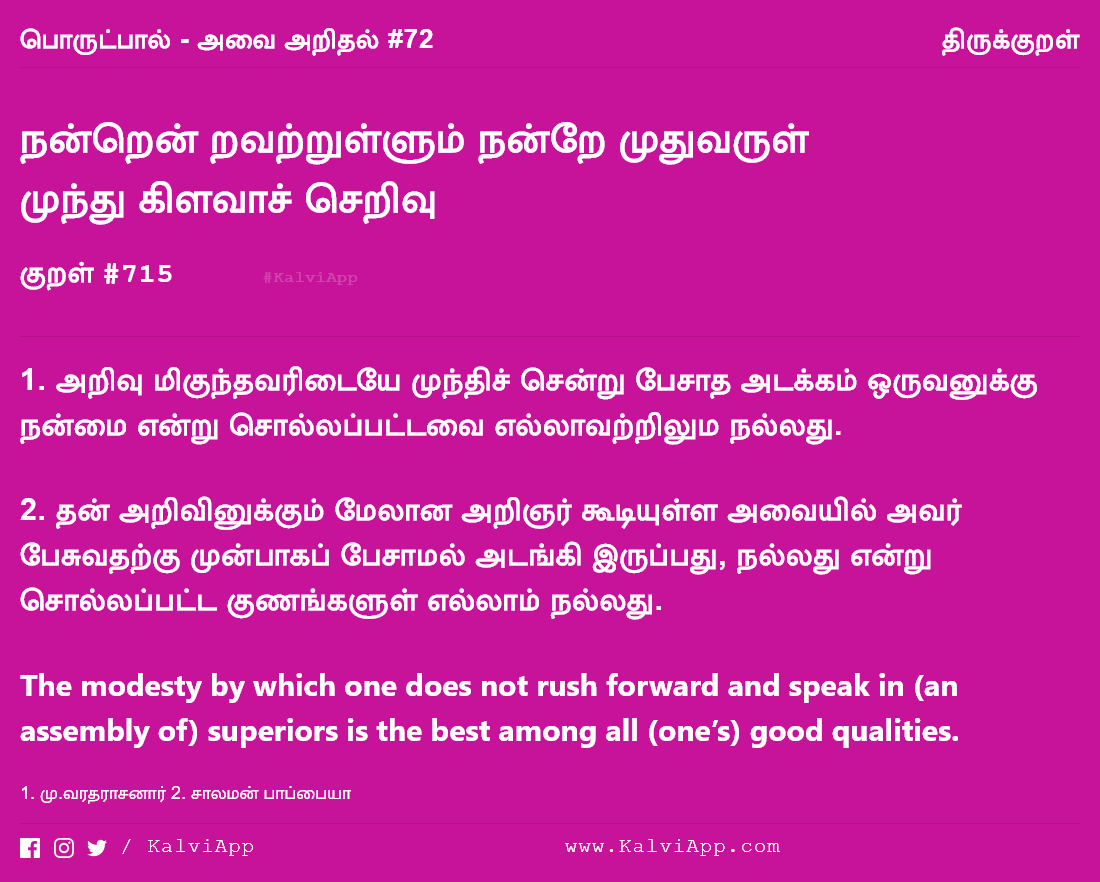 பொருட்பால் - அவை அறிதல் #72 திருக்குறள்
நன்றென் றவற்றுள்ளும் நன்றே முதுவருள்
முந்து கிளவாச் செறிவு
குறள் #715 #KalviApp
1. அறிவு மிகுந்தவரிடையே முந்திச் சென்று பேசாத அடக்கம் ஒருவனுக்கு
நன்மை என்று சொல்லப்பட்டவை எல்லாவற்றிலும நல்லது.
2. தன் அறிவினுக்கும் மேலான அறிஞர் கூடியுள்ள அவையில் அவர்
பேசுவதற்கு முன்பாகப் பேசாமல் அடங்கி இருப்பது, நல்லது என்று
சொல்லப்பட்ட குணங்களுள் எல்லாம் நல்லது.
The modesty by which one does not rush forward and speak in (an
assembly of) superiors is the best among all (one’s) good qualities.
1. மு.வரதராசனார் 2. சாலமன் பாப்பையா
/ KalviApp www.KalviApp.com